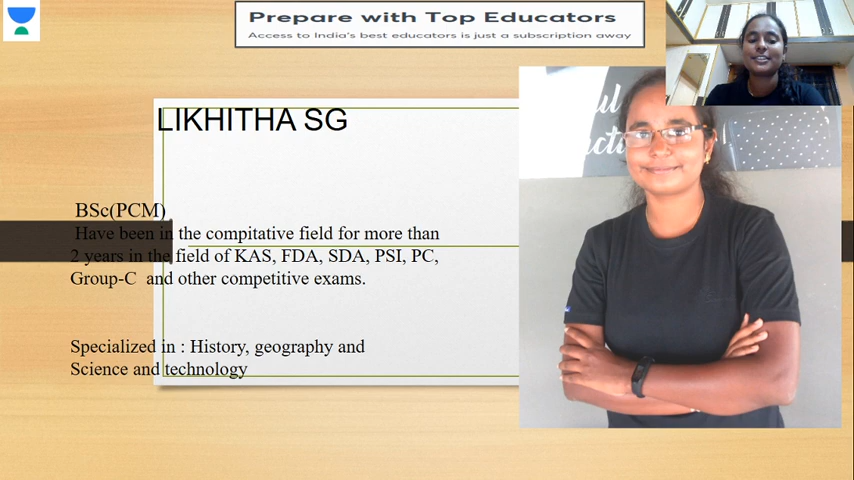 Prepare with Top Educators
Access to India's best educators is just a subscription away
LIKHITHA SG
BSc(PCM)
Have been in the compitative field for more than
2 years in the field of KAS, FDA, SDA, PSI, PC,
Group-C and other competitive exams.
Specialized in : History, geography and
Science and technology